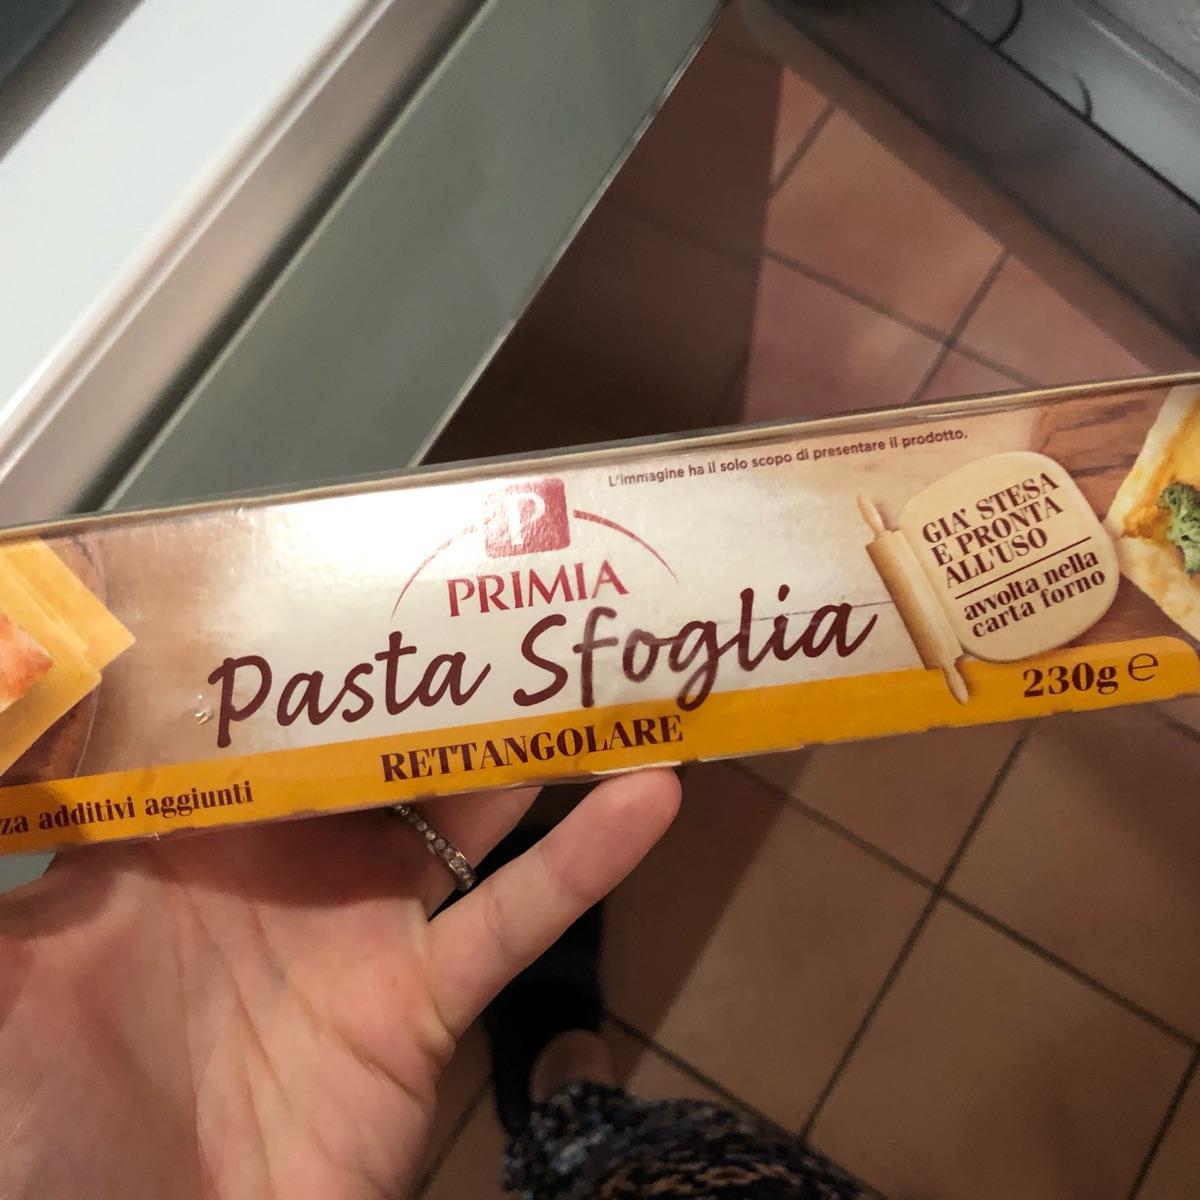 L'immagine ha il solo scopo di presentare il prodotto.
P
PRIMIA
Pasta Sfoglia
RETTANGOLARE
GIA' STESA
E PRONTA
ALL'USO
avvolta nella
carta forno
230g ℮
additivi aggiunti